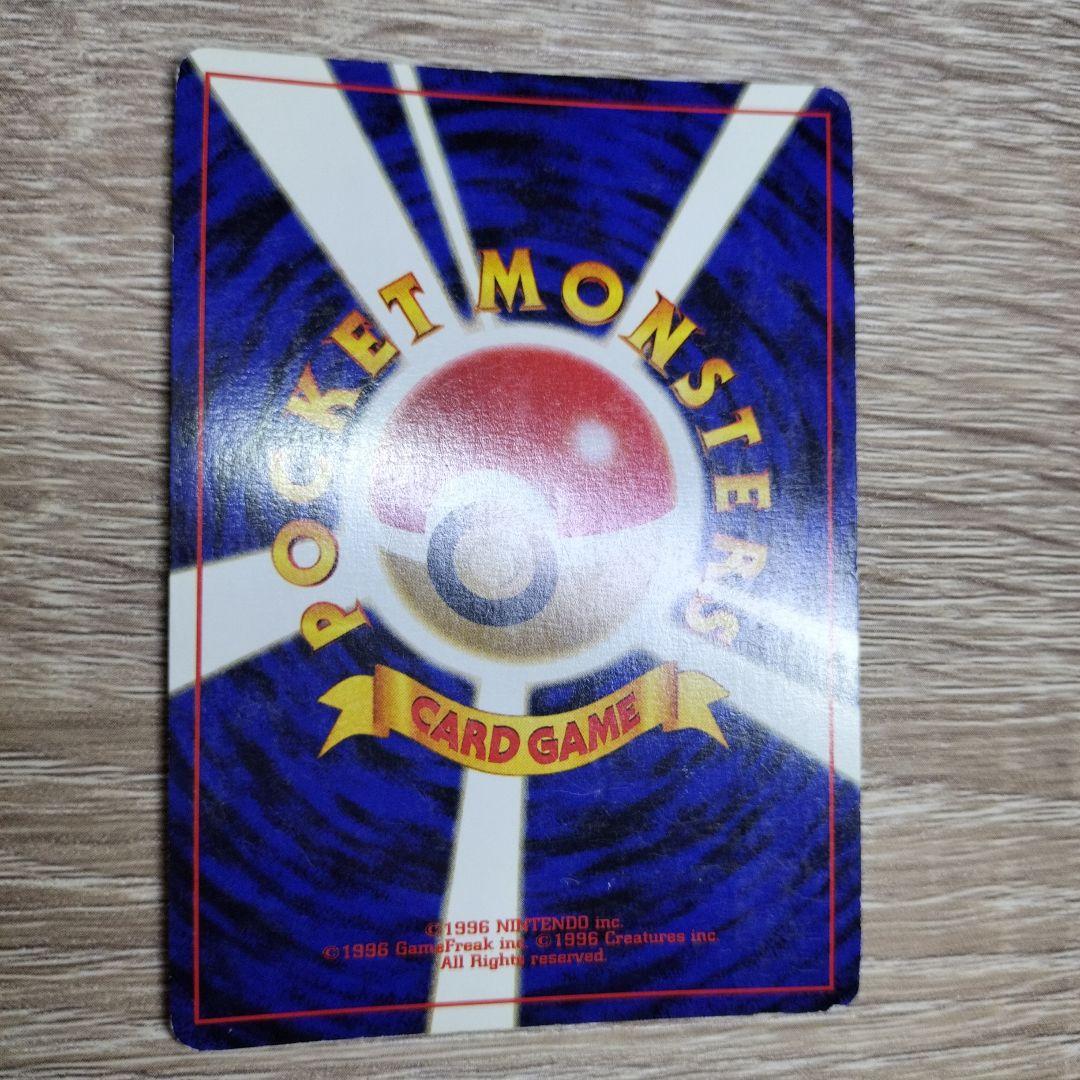 POCKET MONSTERS
CARD GAME
©1996 NINTENDO inc.
©1996 GameFreak inc. ©1996 Creatures inc.
All Rights reserved.